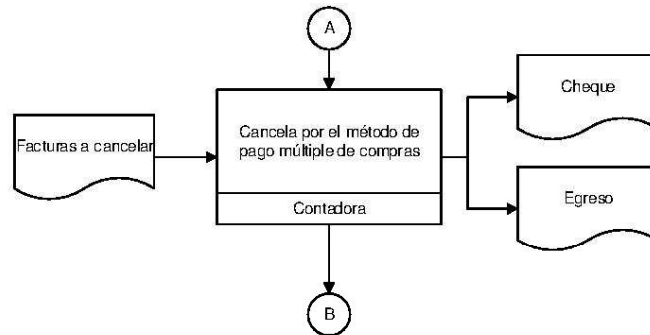 A
Cheque
Facturas a cancelar
Cancela por el método de
pago múltiple de compras
Contadora
Egreso
B